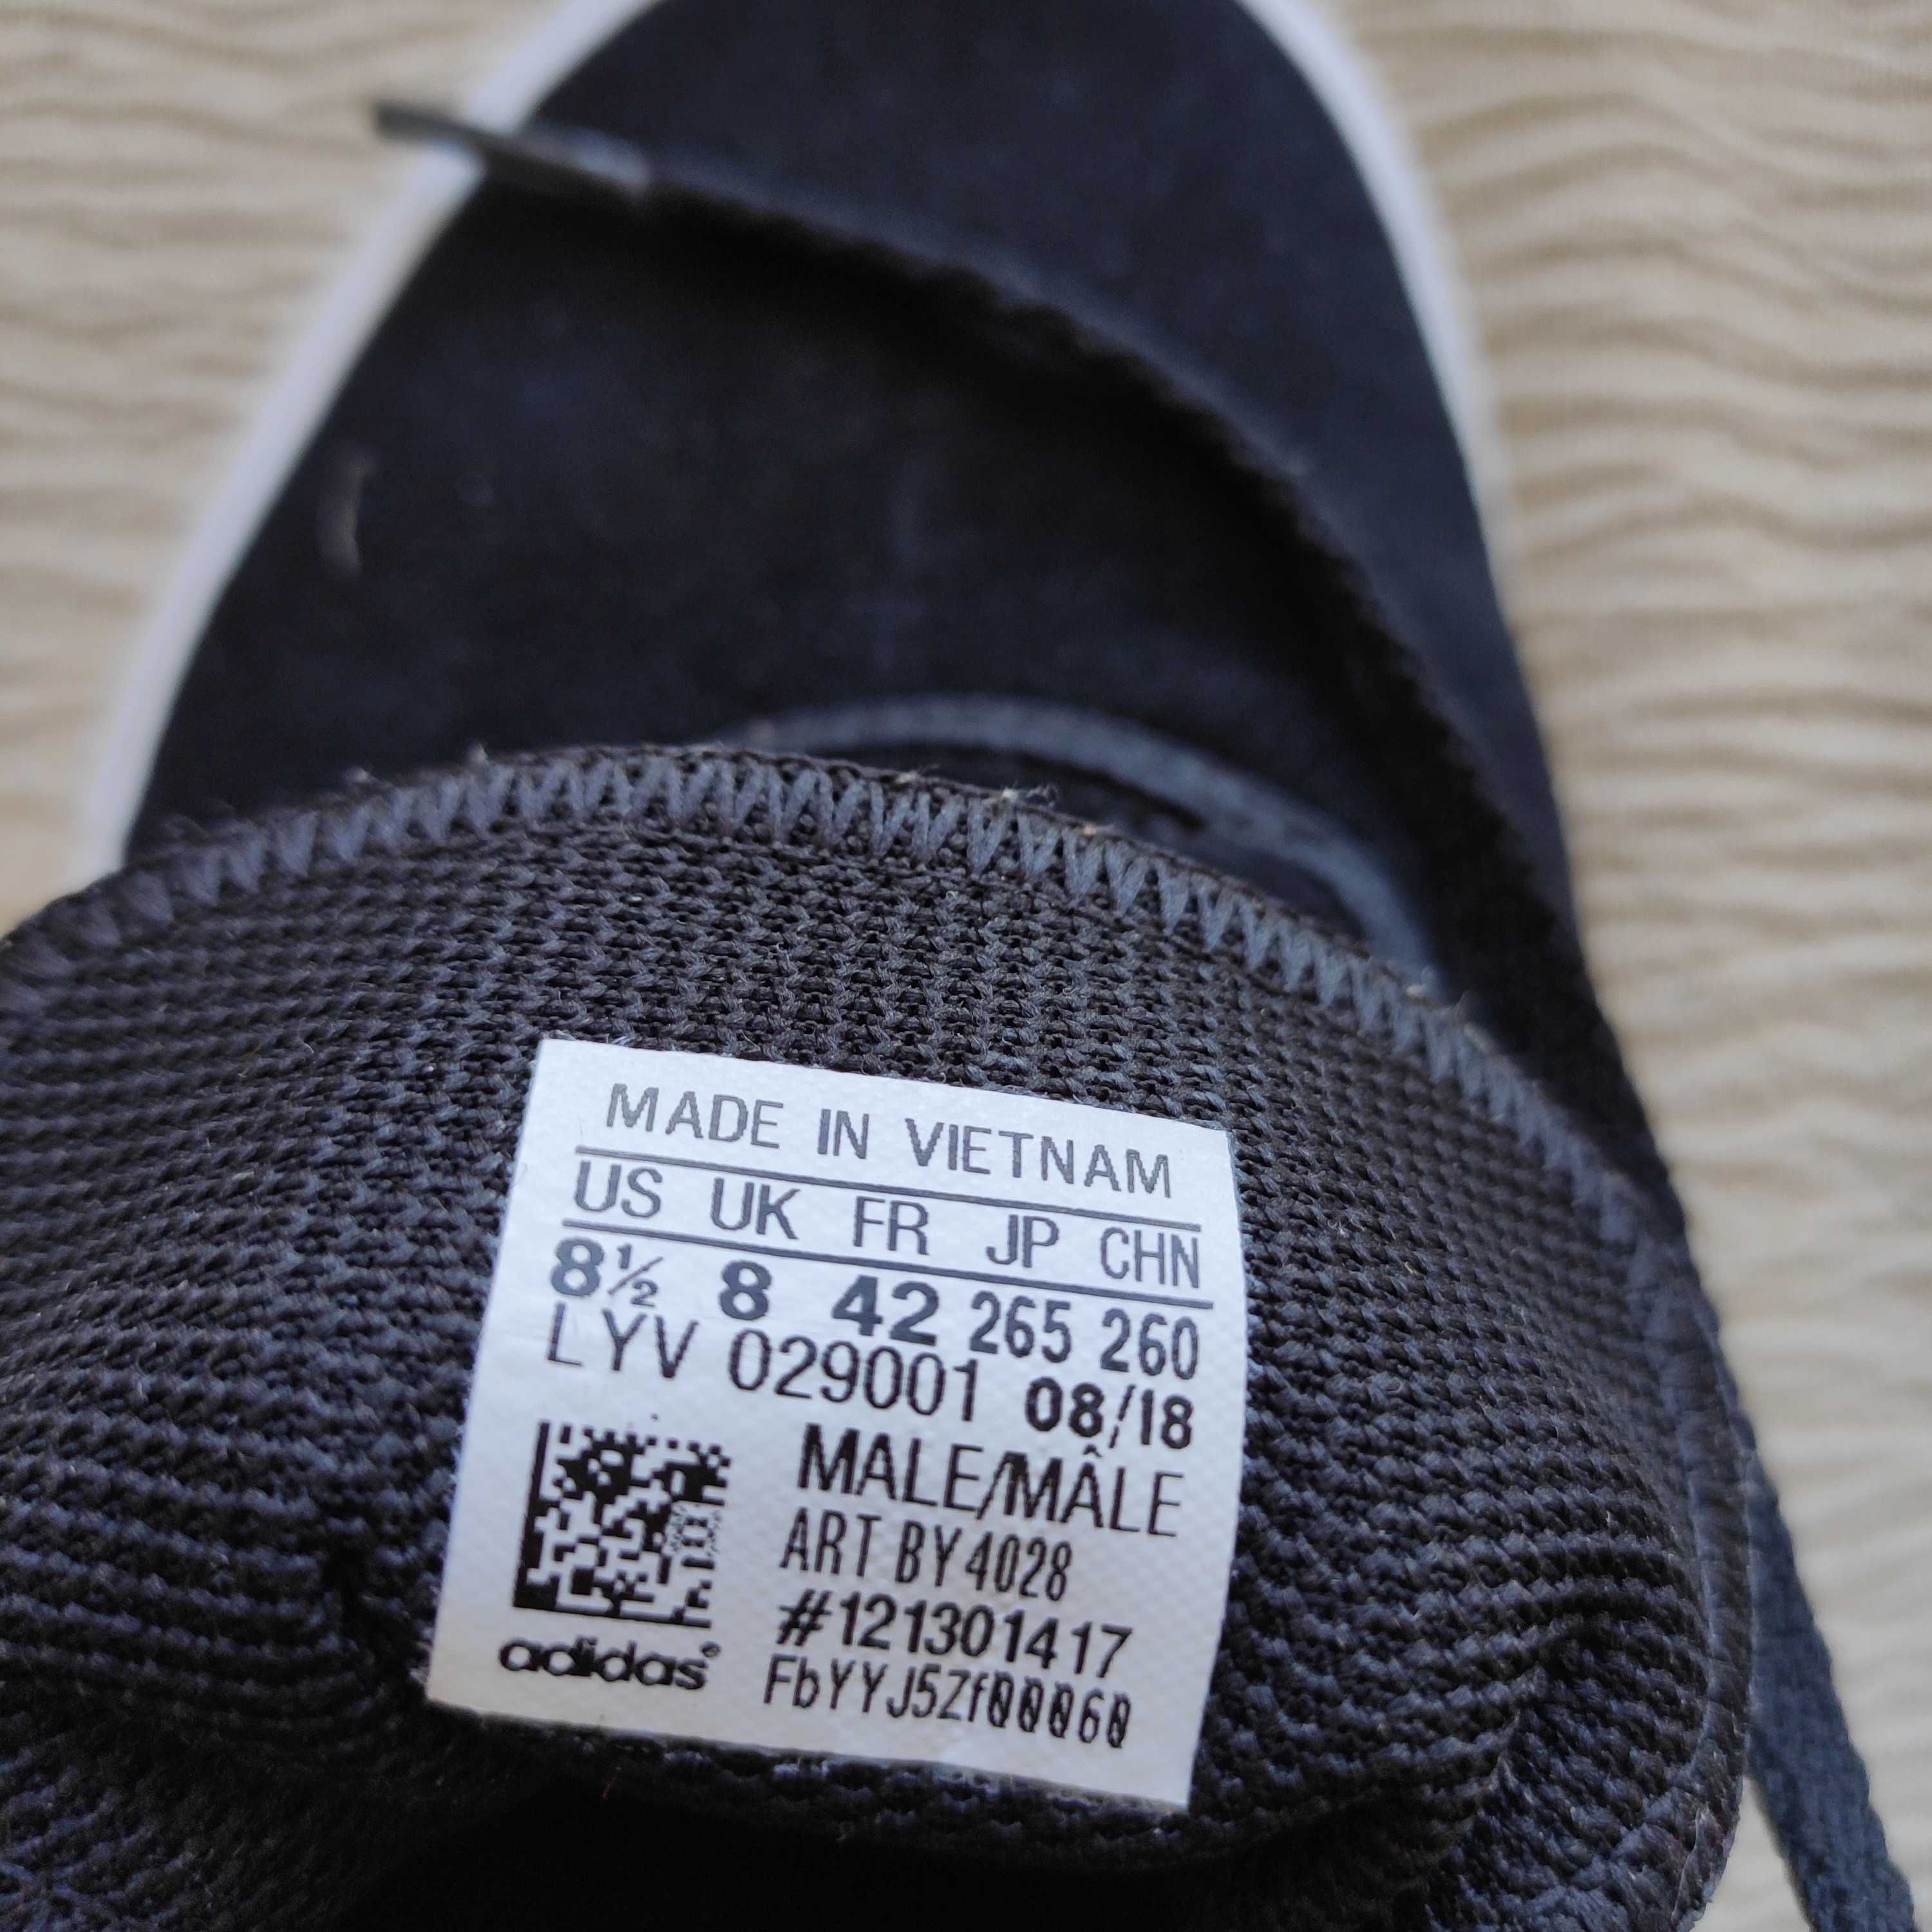 MADE IN VIETNAM
US UK FR JP CHN
8½ 8 42 265 260
LYV 029001 08/18
MALE/MÂLE
ART BY4028
#121301417
FbYYJ5Zf00060
adidas®